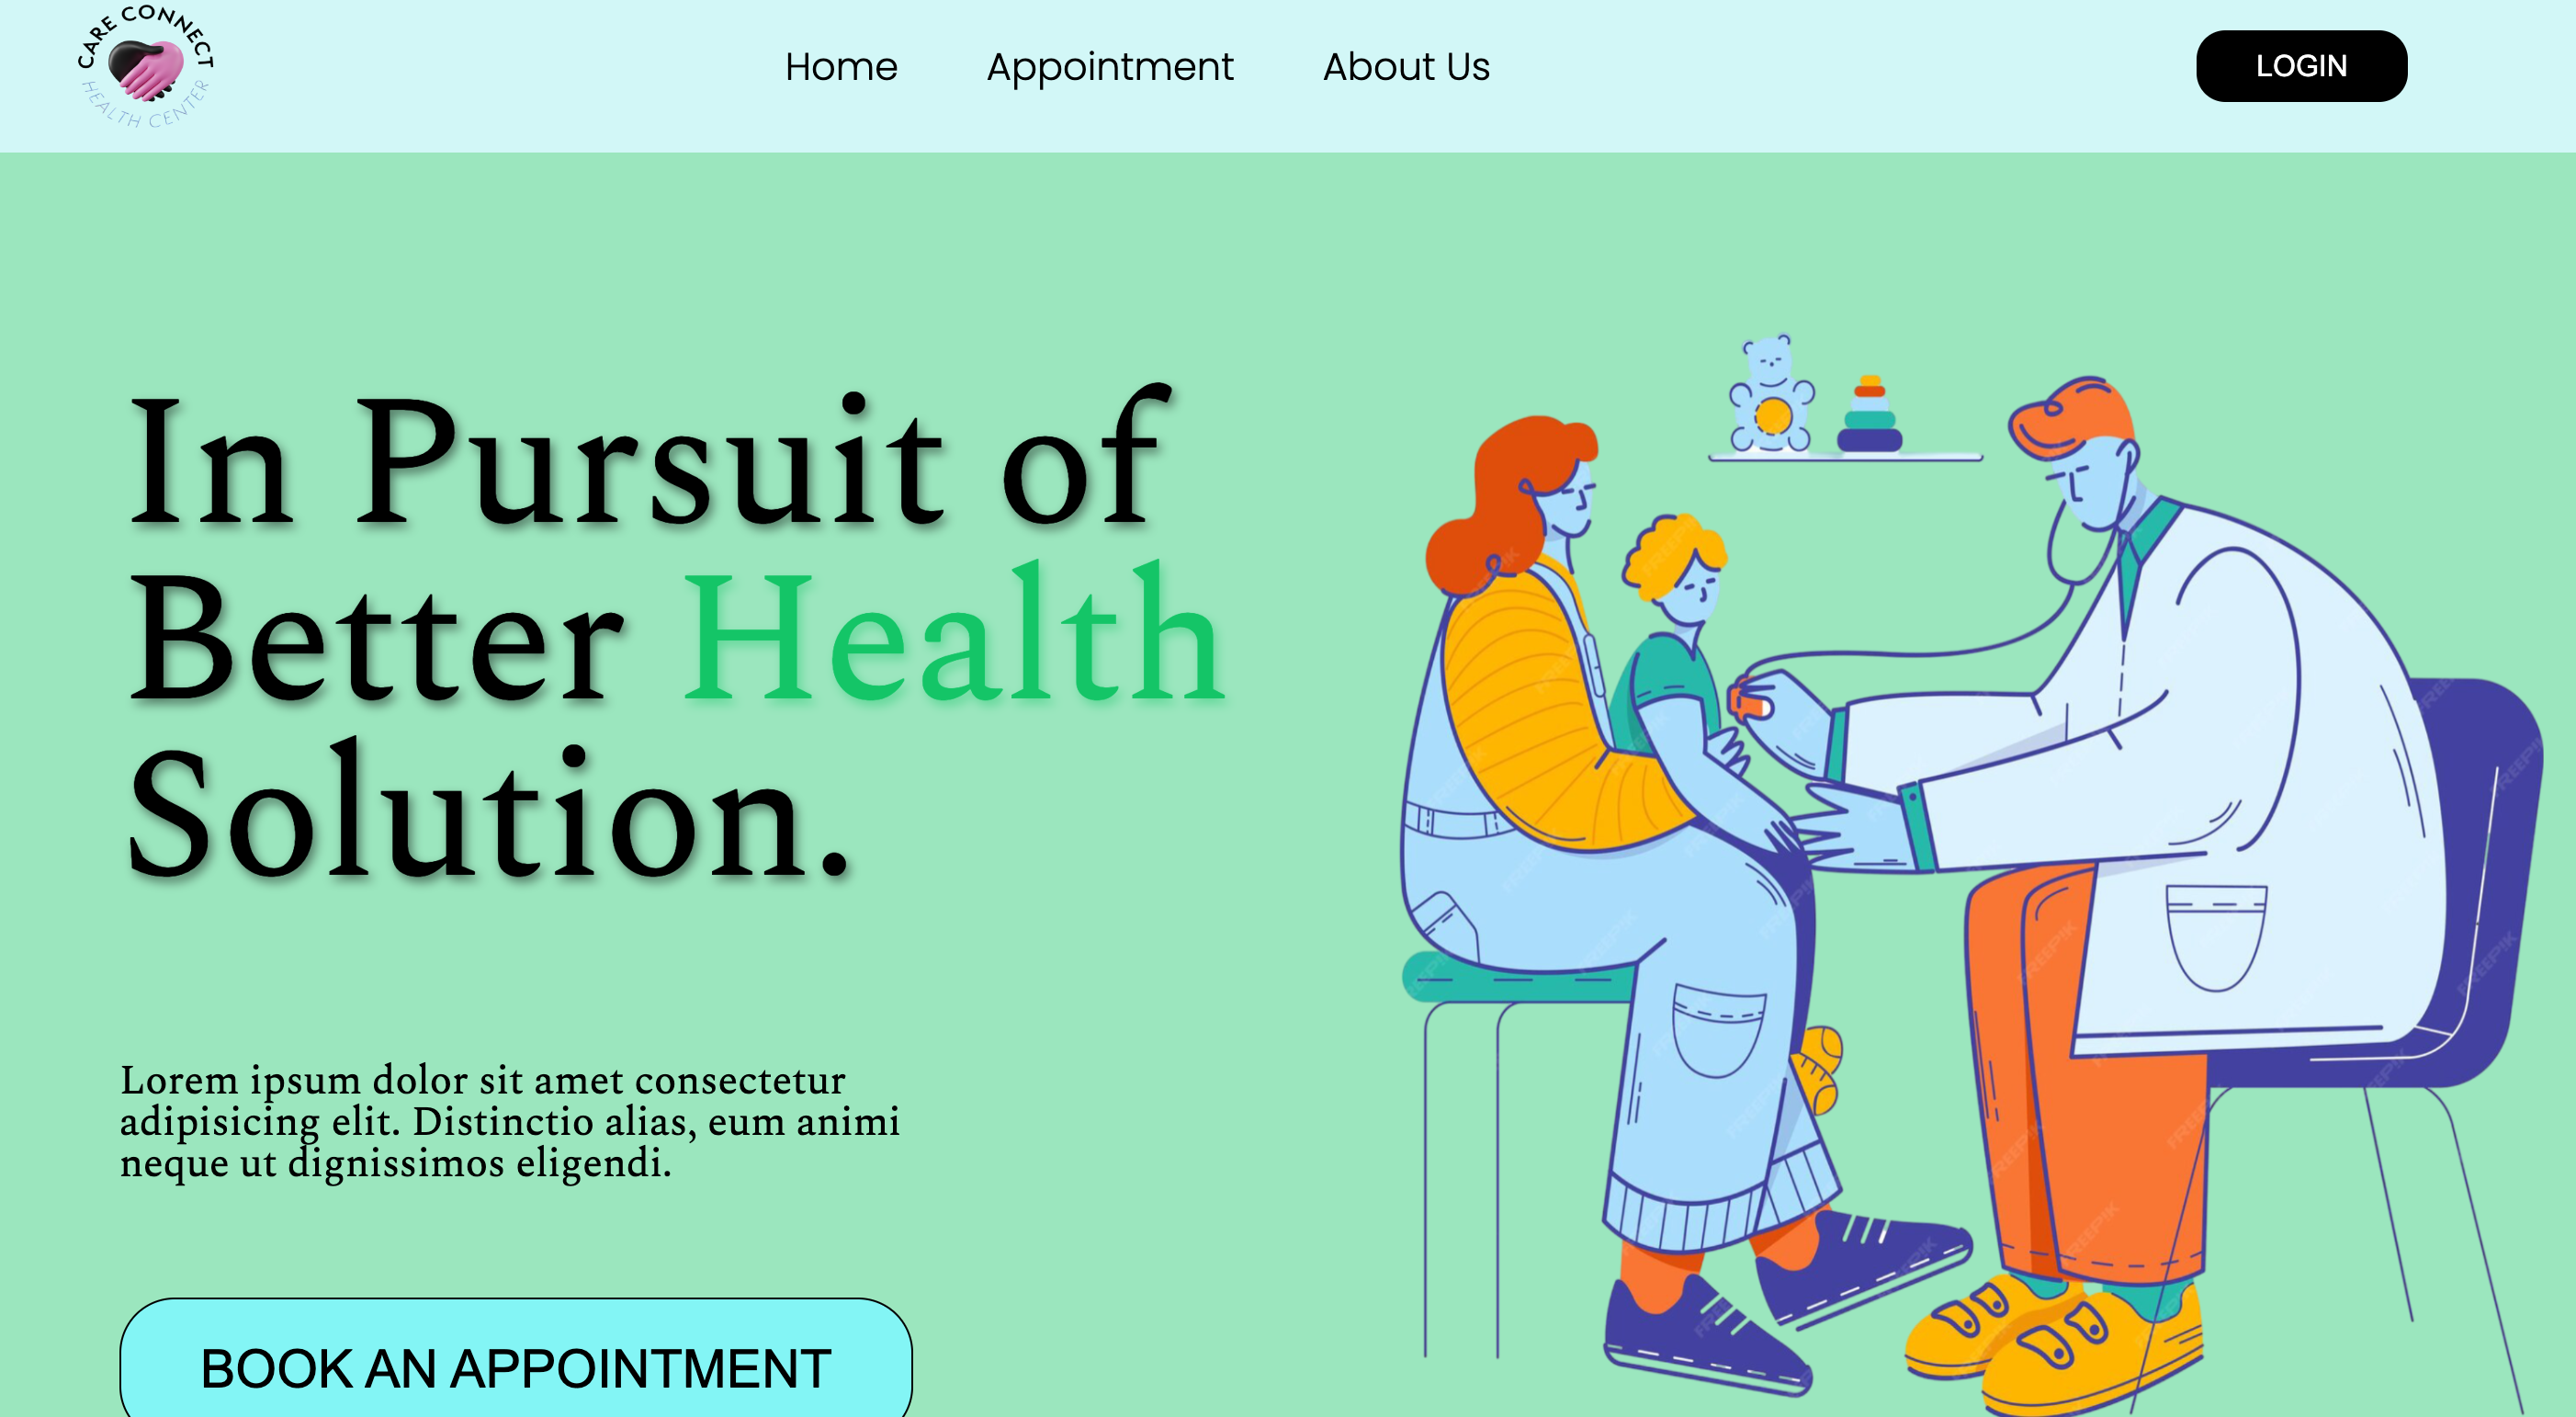 CARE CONNECT
HEALTH CENTER
Home Appointment About Us
LOGIN
In Pursuit of
Better Health
Solution.
Lorem ipsum dolor sit amet consectetur
adipisicing elit. Distinctio alias, eum animi
neque ut dignissimos eligendi.
BOOK AN APPOINTMENT
FREEPIK